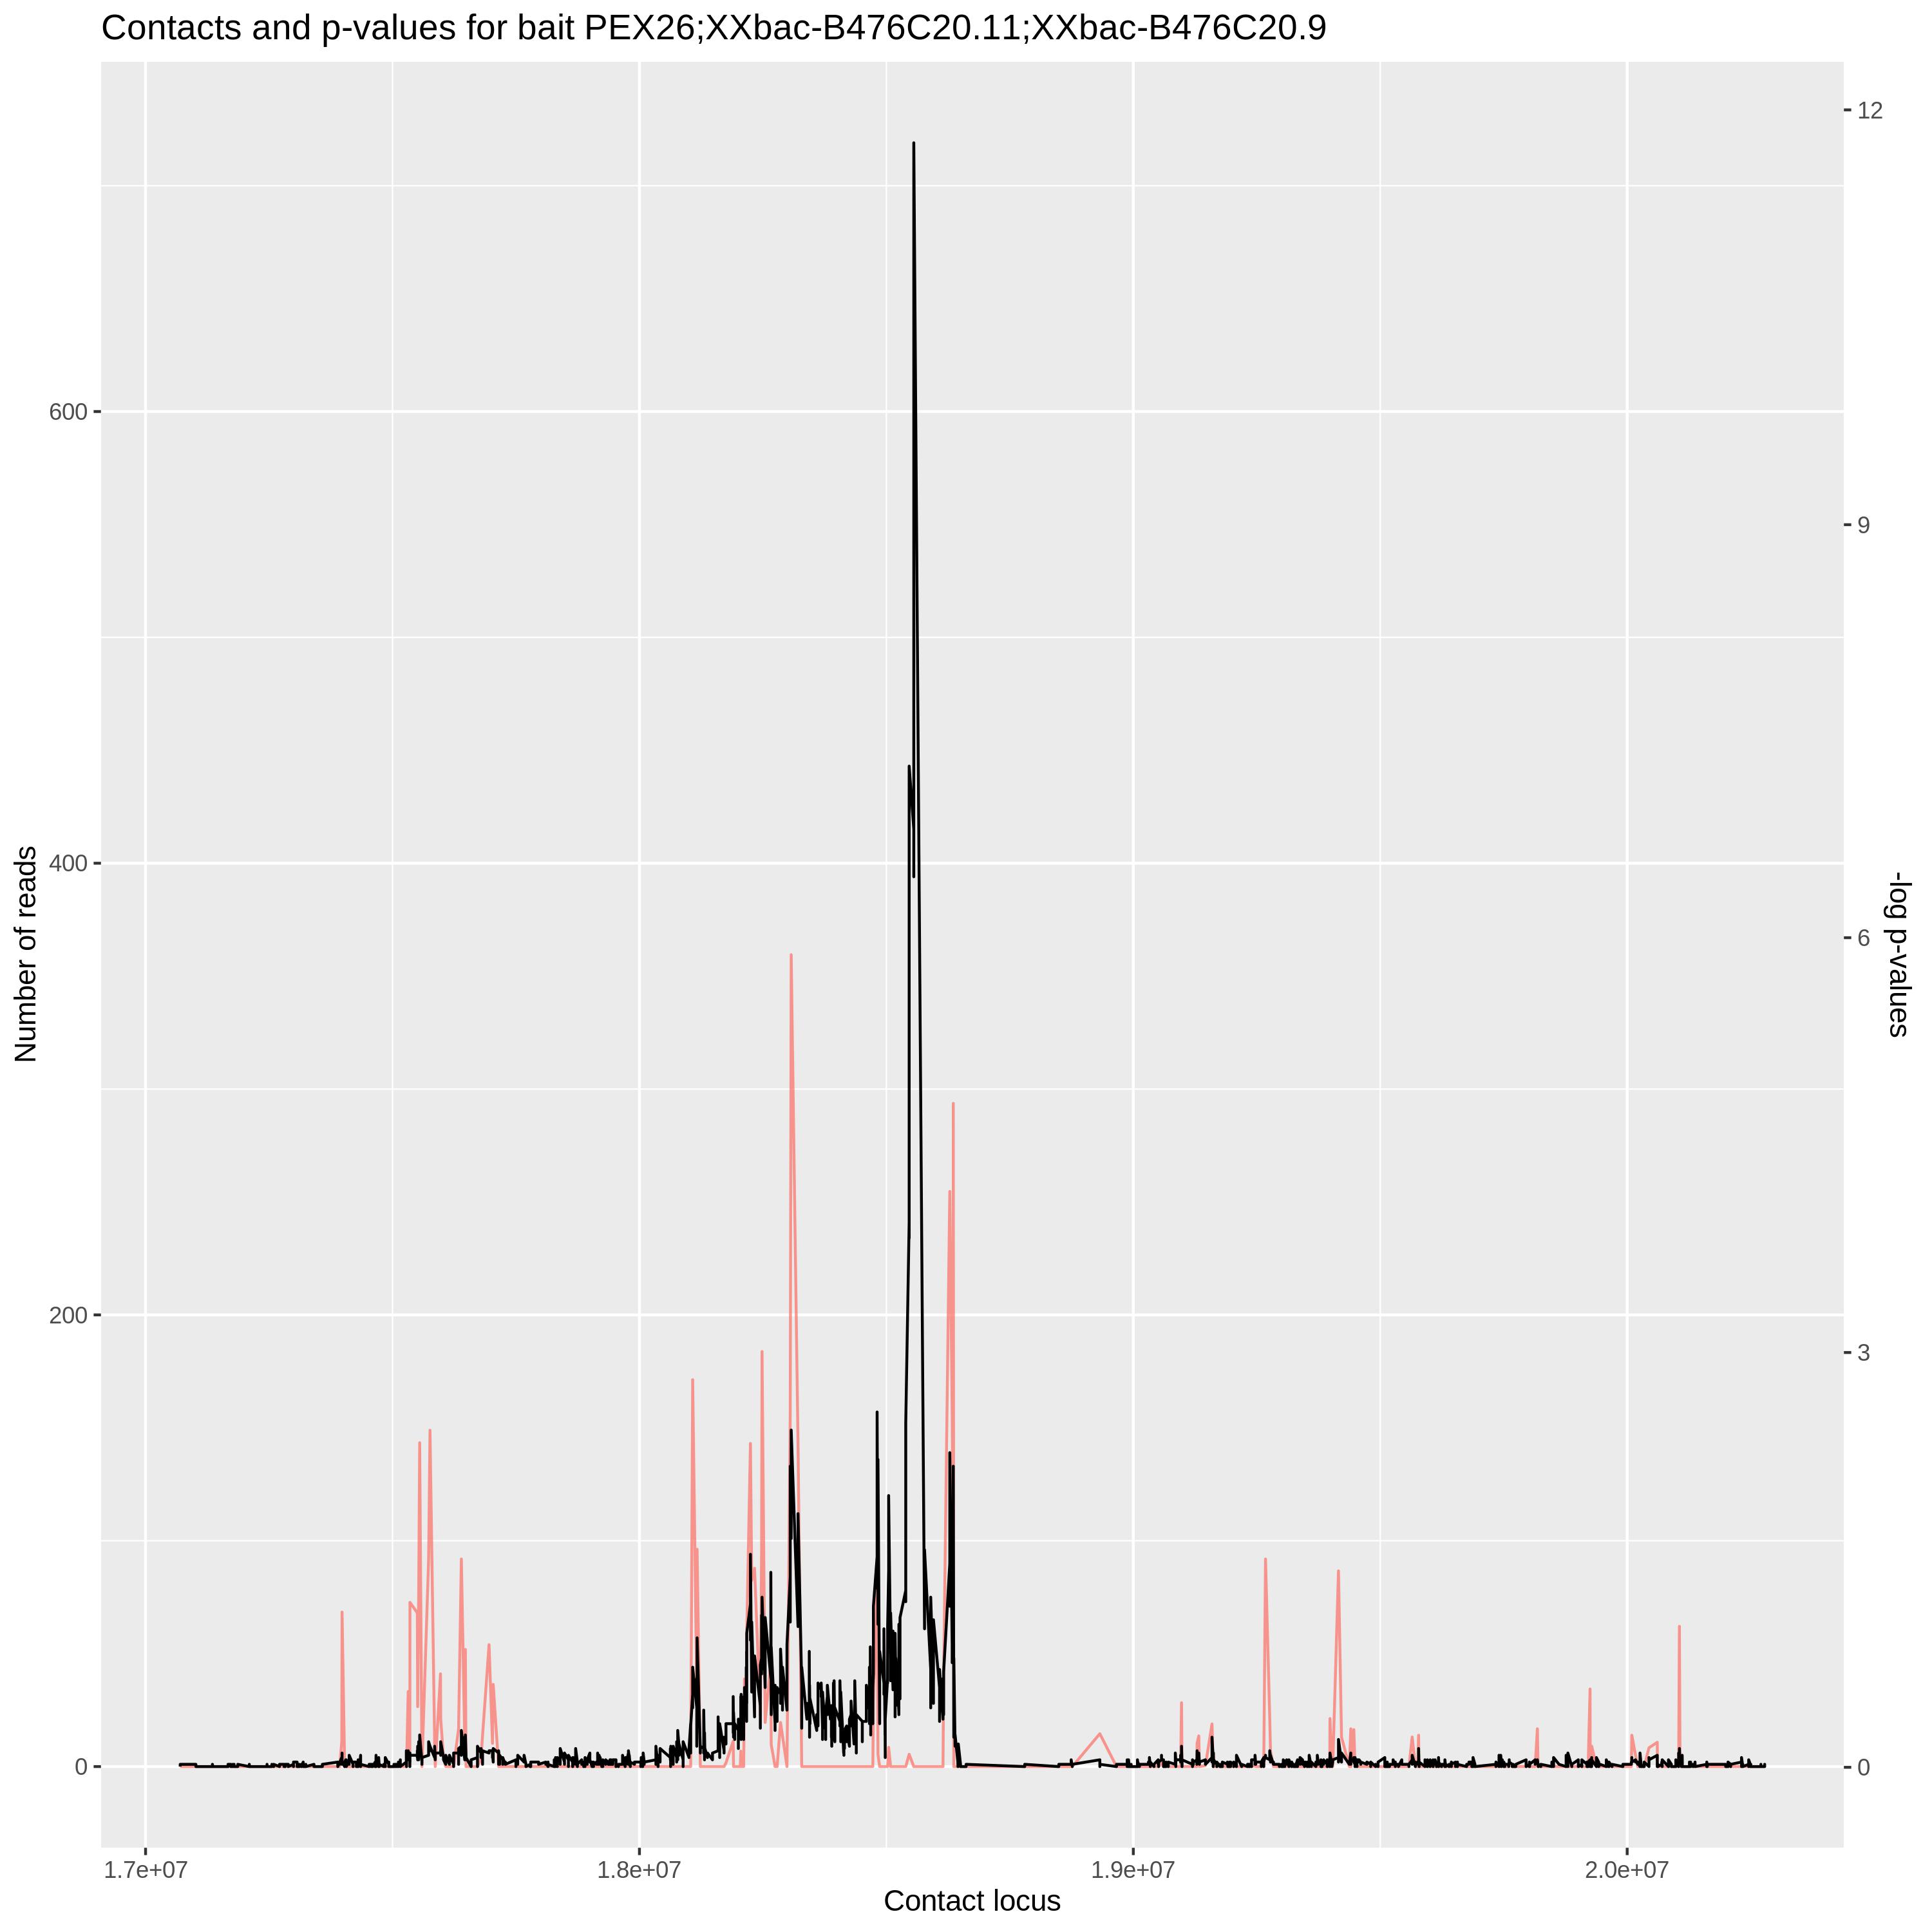 Contacts and p-values for bait PEX26;XXbac-B476C20.11;XXbac-B476C20.9
12
9
6
3
0
-log p-values
600
400
200
0
Number of reads
1.7e+07
1.8e+07
1.9e+07
2.0e+07
Contact locus